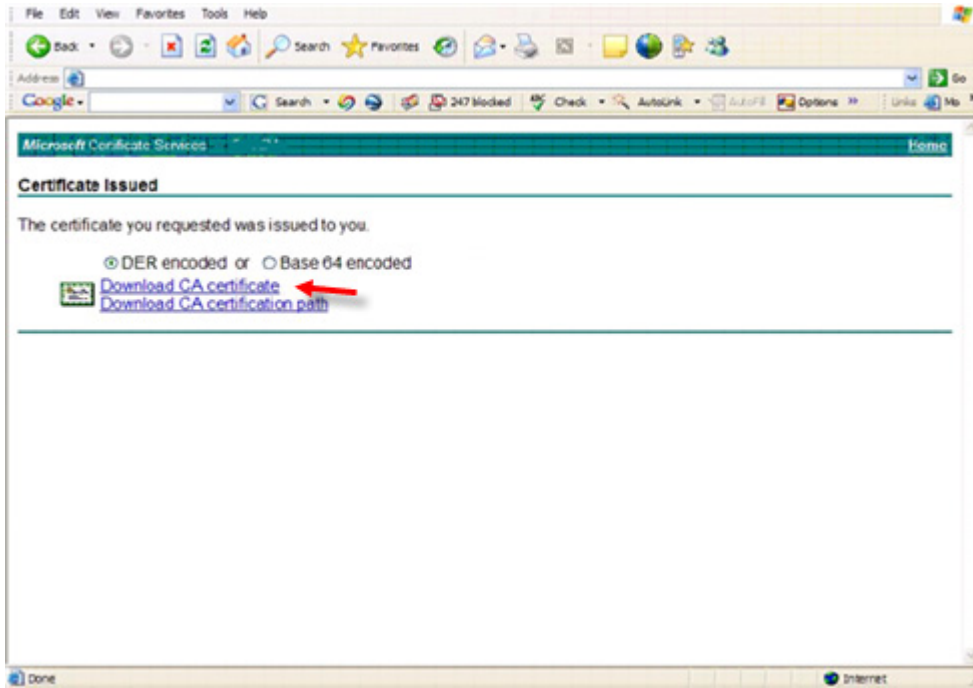 File Edit View Favorites Tools Help
Back Search Favorites
Address Go
Google Search 247 blocked Check AutoLink AutoFill Options Links
Microsoft Certificate Services Home
Certificate Issued
The certificate you requested was issued to you.
DER encoded or Base 64 encoded
Download CA certificate
Download CA certification path
Done Internet